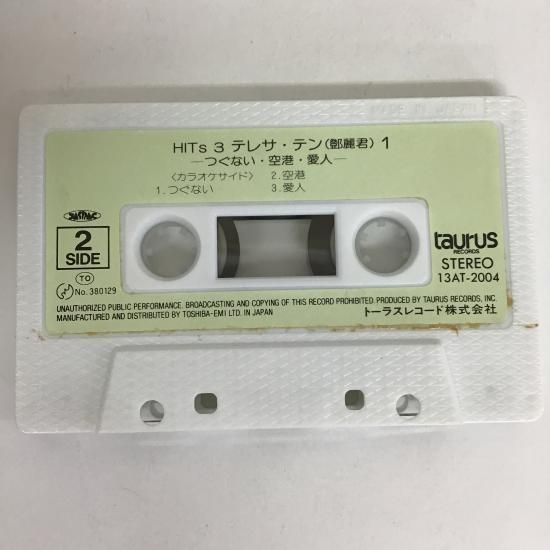 MADE IN JAPAN
HITs 3 テレサ・テン(鄧麗君) 1
―つぐない・空港・愛人―
〈カラオケサイド〉 2.空港
1.つぐない 3.愛人
JASRAC
2
SIDE
taurus
RECORDS
STEREO
13AT-2004
TO
No. 380129
UNAUTHORIZED PUBLIC PERFORMANCE. BROADCASTING AND COPYING OF THIS RECORD PROHIBITED. PRODUCED BY TAURUS RECORDS, INC.
MANUFACTURED AND DISTRIBUTED BY TOSHIBA-EMI LTD. IN JAPAN
トーラスレコード株式会社